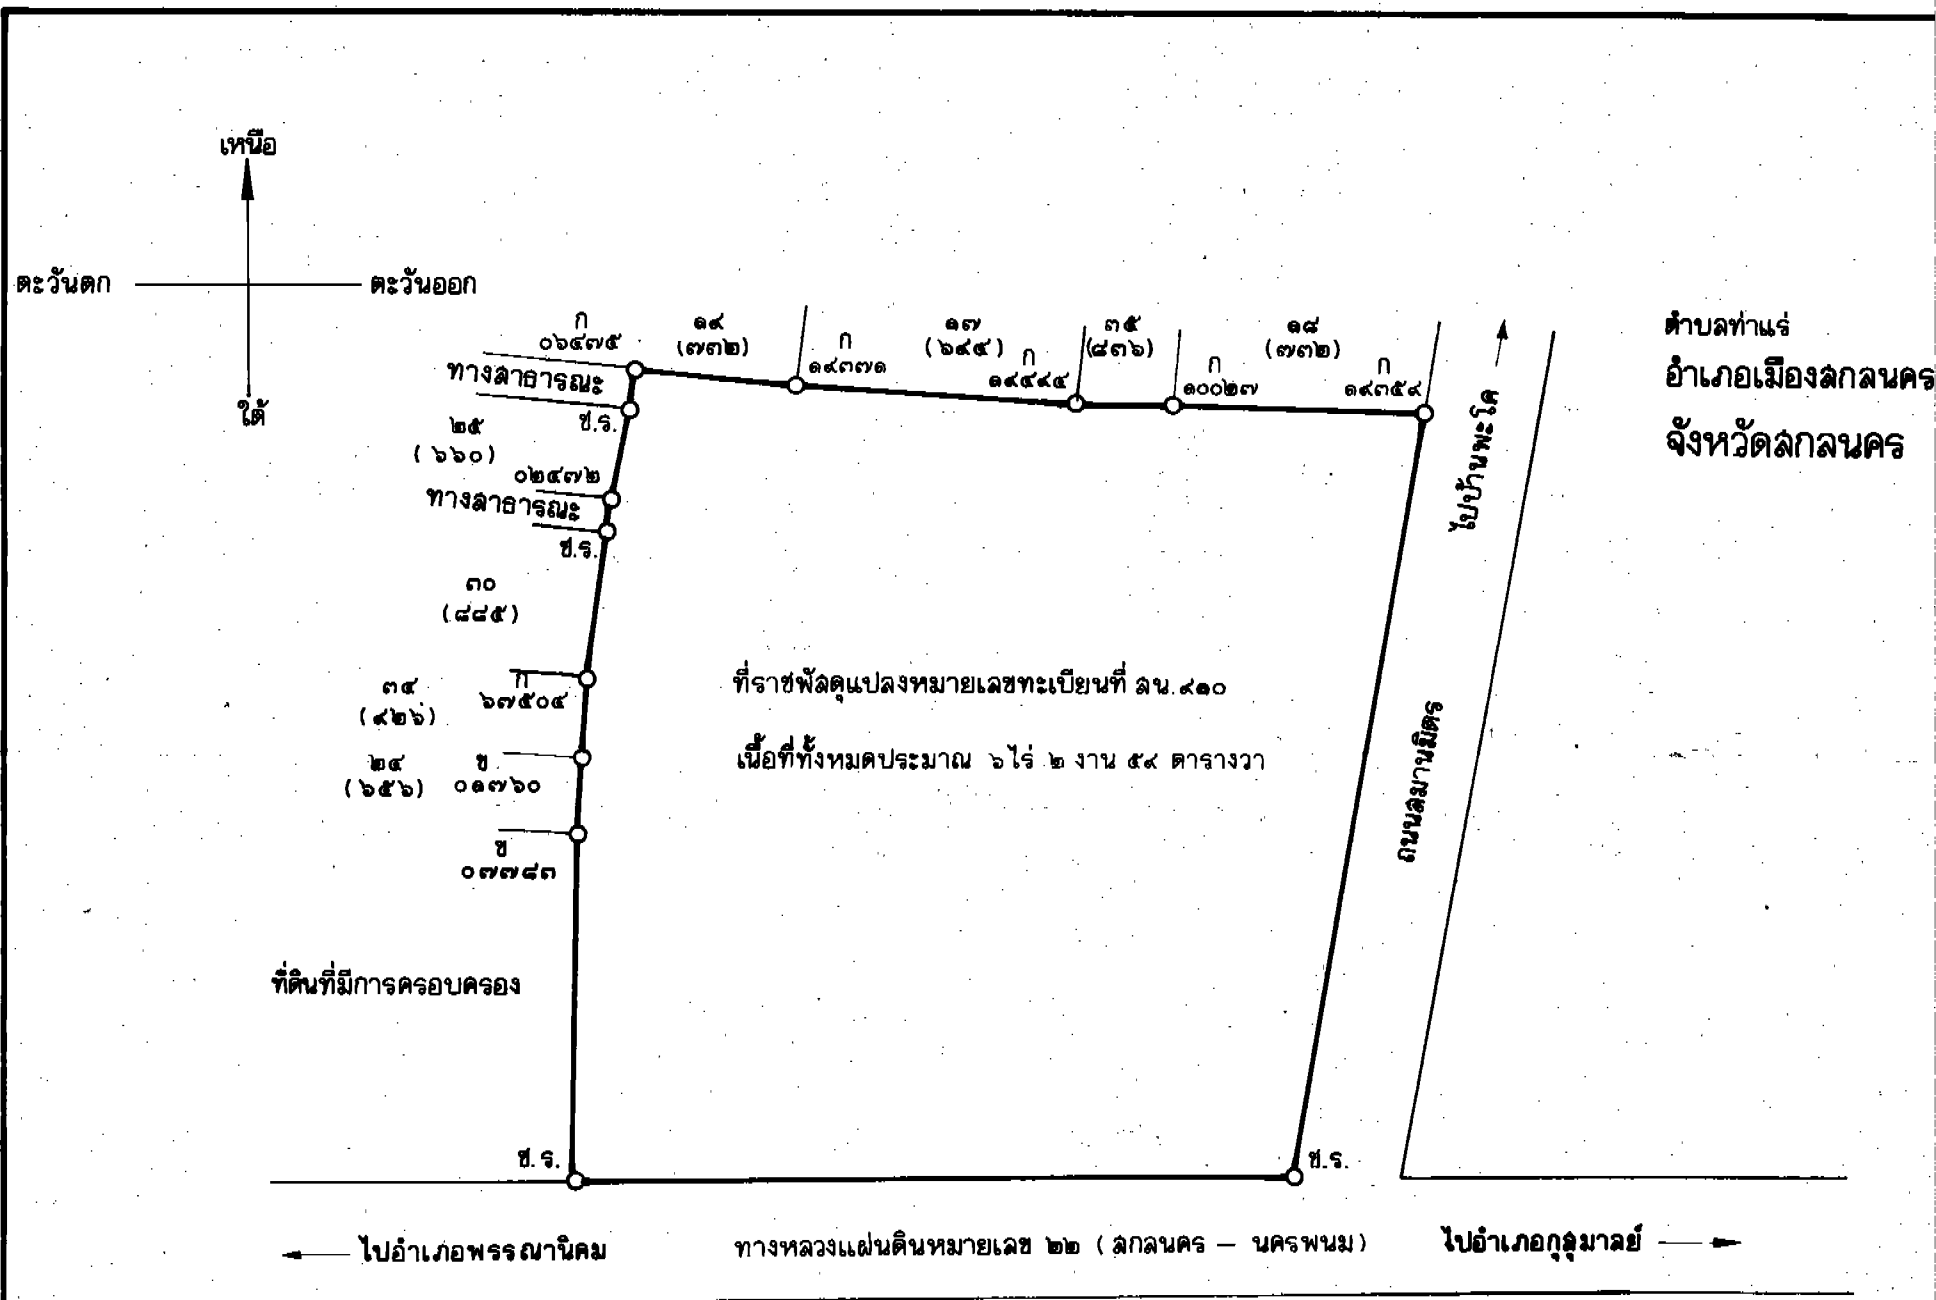 เหนือ
ตะวันตก
ตะวันออก
ใต้
ก
๐๖๔๗๕
๑๙
(๗๓๒)
ก
๑๙๓๗๑
๑๗
(๖๙๔)
ก
๑๙๔๙๔
๓๕
(๘๓๖)
ก
๑๐๐๒๗
๑๘
(๗๓๒)
ก
๑๙๓๕๙
ตำบลท่าแร่
อำเภอเมืองสกลนคร
จังหวัดสกลนคร
ทางสาธารณะ
ช.ร.
๒๕
(๖๖๐)
๐๒๔๗๒
ทางสาธารณะ
ช.ร.
๓๐
(๘๘๕)
ก
๖๗๕๐๔
๓๔
(๙๒๖)
๒๔
(๖๕๖)
ข
๐๑๗๖๐
ข
๐๗๗๘๓
ที่ราชพัสดุแปลงหมายเลขทะเบียนที่ สน.๙๑๐
เนื้อที่ทั้งหมดประมาณ ๖ ไร่ ๒ งาน ๕๙ ตารางวา
ไปบ้านพะโค
ถนนสมานมิตร
ที่ดินที่มีการครอบครอง
ช.ร.
ช.ร.
ไปอำเภอพรรณานิคม
ทางหลวงแผ่นดินหมายเลข ๒๒ (สกลนคร – นครพนม)
ไปอำเภอกุสุมาลย์